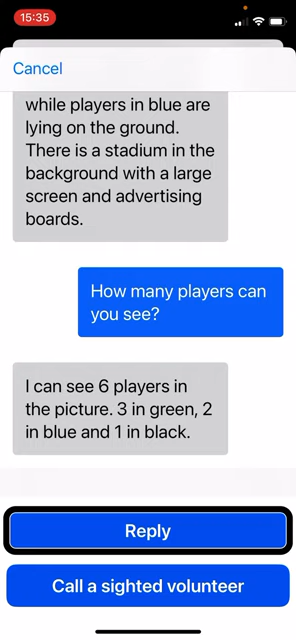 15:35
Cancel
while players in blue are
lying on the ground.
There is a stadium in the
background with a large
screen and advertising
boards.
How many players can
you see?
I can see 6 players in
the picture. 3 in green, 2
in blue and 1 in black.
Reply
Call a sighted volunteer